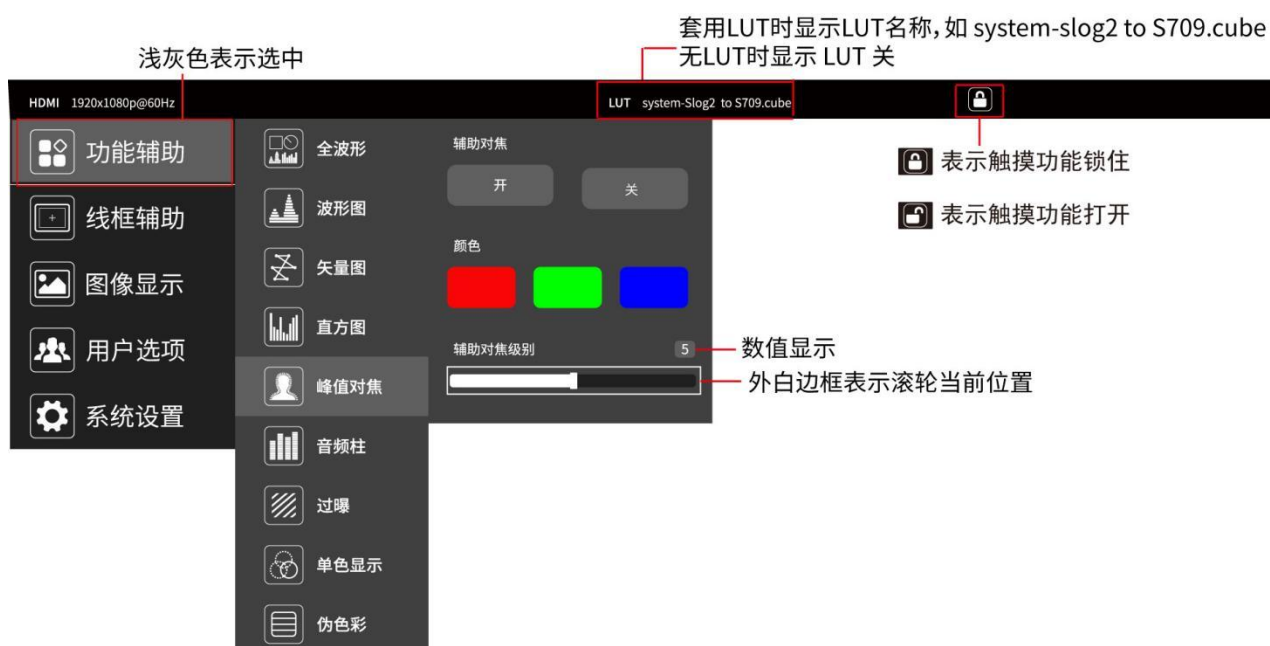 套用LUT时显示LUT名称, 如 system-slog2 to S709.cube
无LUT时显示 LUT 关
浅灰色表示选中
HDMI 1920x1080p@60Hz
LUT system-Slog2 to S709.cube
功能辅助
线框辅助
图像显示
用户选项
系统设置
全波形
波形图
矢量图
直方图
峰值对焦
音频柱
过曝
单色显示
伪色彩
辅助对焦
开
关
颜色
辅助对焦级别
5
数值显示
外白边框表示滚轮当前位置
表示触摸功能锁住
表示触摸功能打开